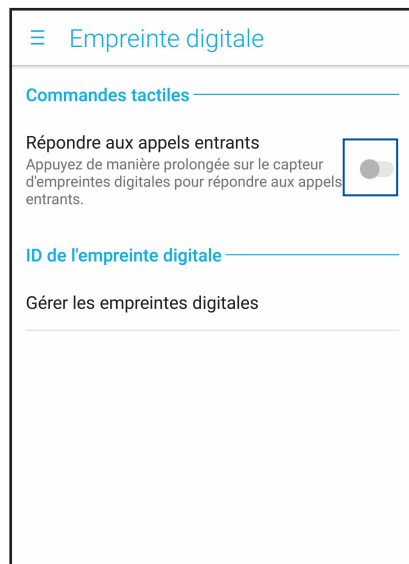 Empreinte digitale
Commandes tactiles
Répondre aux appels entrants
Appuyez de manière prolongée sur le capteur
d'empreintes digitales pour répondre aux appels
entrants.
ID de l'empreinte digitale
Gérer les empreintes digitales